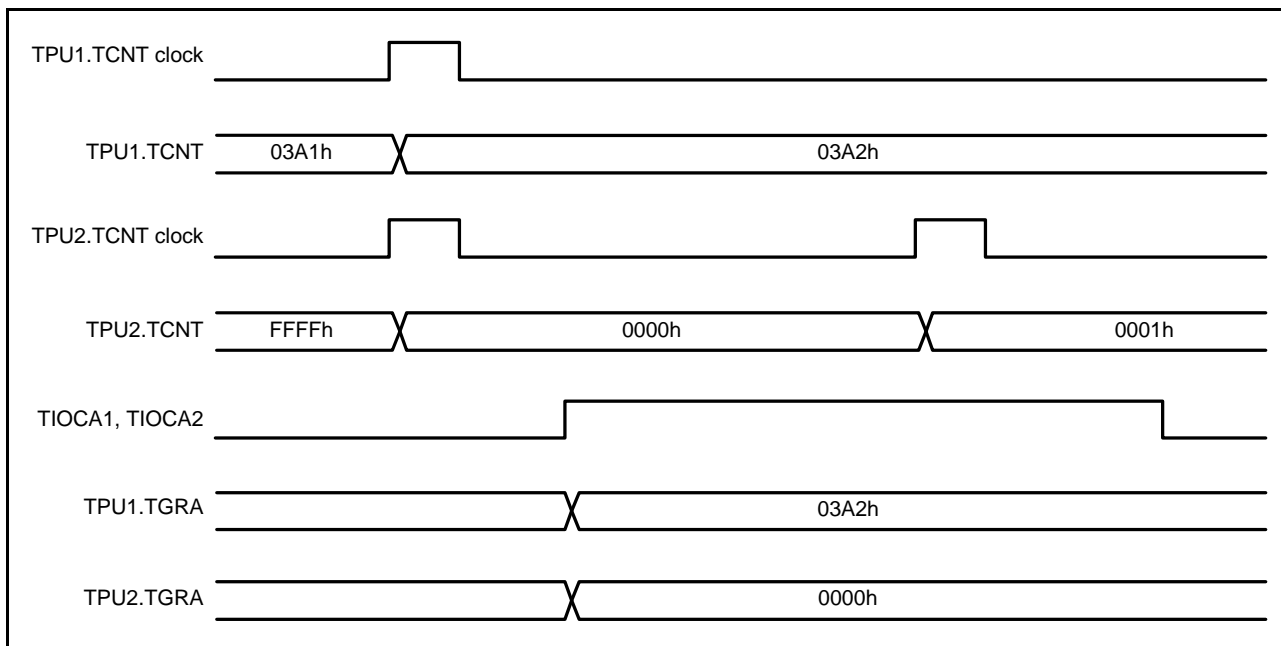 TPU1.TCNT clock
TPU1.TCNT 03A1h 03A2h
TPU2.TCNT clock
TPU2.TCNT FFFFh 0000h 0001h
TIOCA1, TIOCA2
TPU1.TGRA 03A2h
TPU2.TGRA 0000h